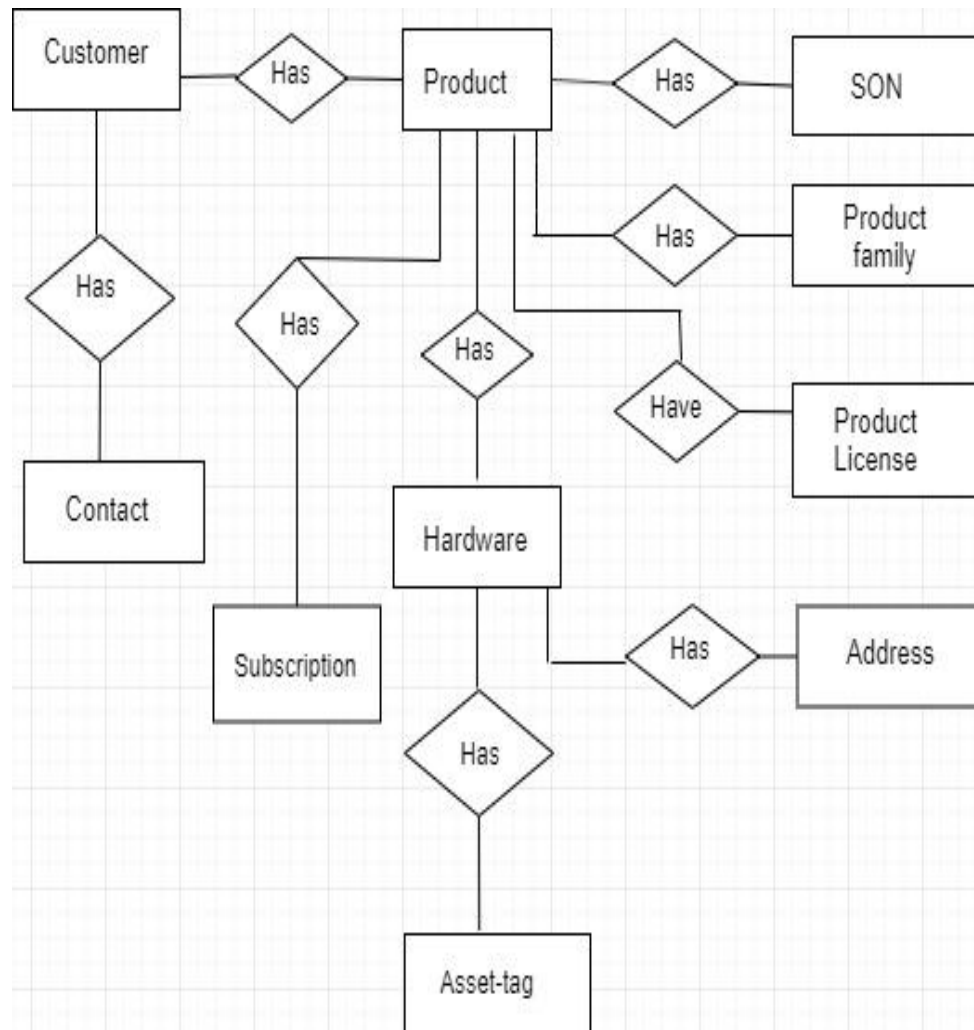 Customer
Has
Product
Has
SON
Has
Product
family
Has
Has
Has
Have
Product
License
Contact
Hardware
Subscription
Has
Address
Has
Asset-tag